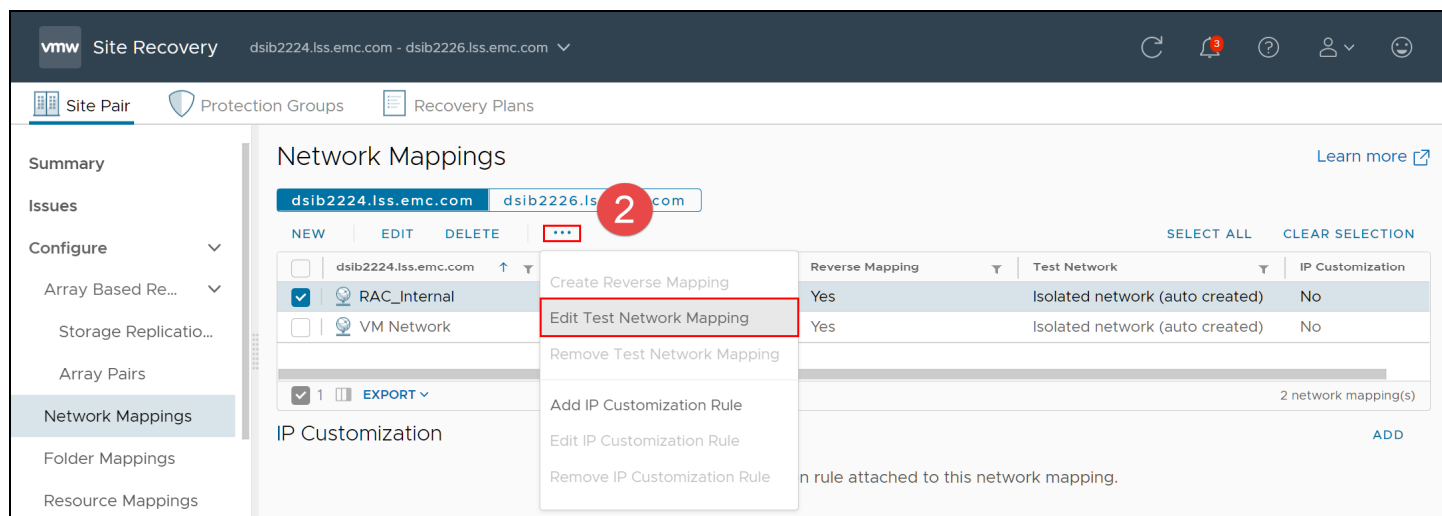 vmw Site Recovery dsib2224.lss.emc.com - dsib2226.lss.emc.com 3
Site Pair Protection Groups Recovery Plans
Summary
Issues
Configure
Array Based Re...
Storage Replicatio...
Array Pairs
Network Mappings
Folder Mappings
Resource Mappings
Network Mappings Learn more
dsib2224.lss.emc.com dsib2226.ls com
2
NEW EDIT DELETE ... SELECT ALL CLEAR SELECTION
dsib2224.lss.emc.com Reverse Mapping Test Network IP Customization
RAC_Internal Yes Isolated network (auto created) No
VM Network Yes Isolated network (auto created) No
Create Reverse Mapping
Edit Test Network Mapping
Remove Test Network Mapping
Add IP Customization Rule
Edit IP Customization Rule
Remove IP Customization Rule
1 EXPORT 2 network mapping(s)
IP Customization ADD
n rule attached to this network mapping.